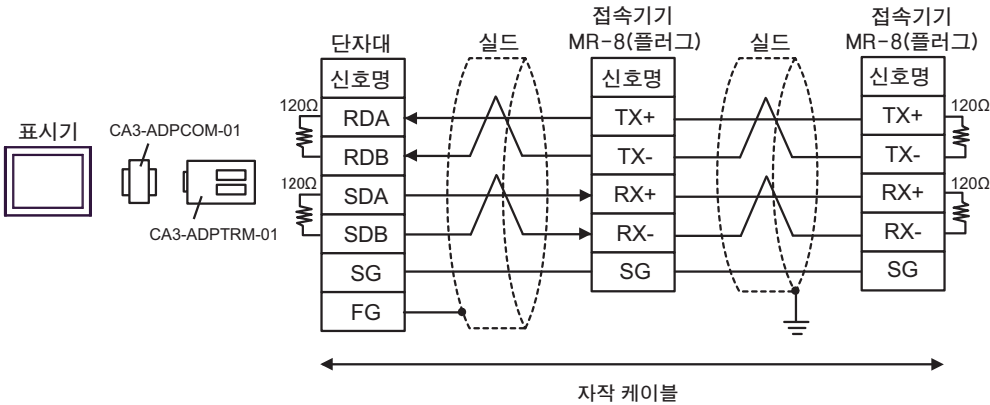 접속기기
접속기기
단자대
실드
MR-8(플러그)
실드
MR-8(플러그)
신호명
신호명
신호명
120Ω
RDA
TX+
TX+
120Ω
표시기
CA3-ADPCOM-01
RDB
TX-
TX-
120Ω
SDA
RX+
RX+
120Ω
CA3-ADPTRM-01
SDB
RX-
RX-
SG
SG
SG
FG
자작 케이블